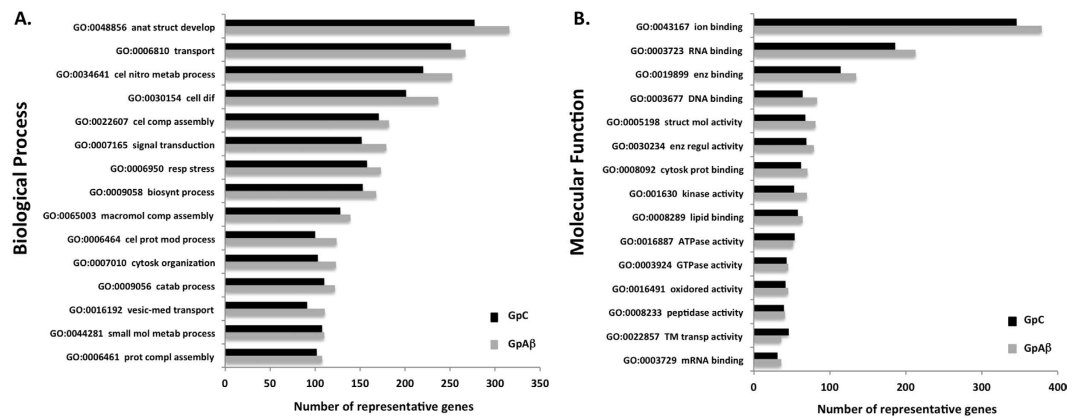 A.
Biological Process
GO:0048856 anat struct develop
GO:0006810 transport
GO:0034641 cel nitro metab process
GO:0030154 cell dif
GO:0022607 cel comp assembly
GO:0007165 signal transduction
GO:0006950 resp stress
GO:0009058 biosynt process
GO:0065003 macromol comp assembly
GO:0006464 cel prot mod process
GO:0007010 cytosk organization
GO:0009056 catab process
GO:0016192 vesic-med transport
GO:0044281 small mol metab process
GO:0006461 prot compl assembly
GpC
GpAβ
0 50 100 150 200 250 300 350
Number of representative genes
B.
Molecular Function
GO:0043167 ion binding
GO:0003723 RNA binding
GO:0019899 enz binding
GO:0003677 DNA binding
GO:0005198 struct mol activity
GO:0030234 enz regul activity
GO:0008092 cytosk prot binding
GO:001630 kinase activity
GO:0008289 lipid binding
GO:0016887 ATPase activity
GO:0003924 GTPase activity
GO:0016491 oxidored activity
GO:0008233 peptidase activity
GO:0022857 TM transp activity
GO:0003729 mRNA binding
GpC
GpAβ
0 100 200 300 400
Number of representative genes